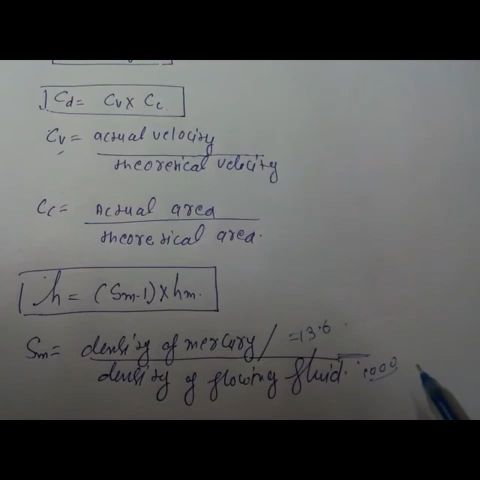 Cd = Cv x Cc
Cv = actual velocity
theoretical velocity
Cc = Actual area
theoretical area.
h = (Sm-1) x hm.
Sm = density of mercury / =13.6
density of flowing fluid. 1000